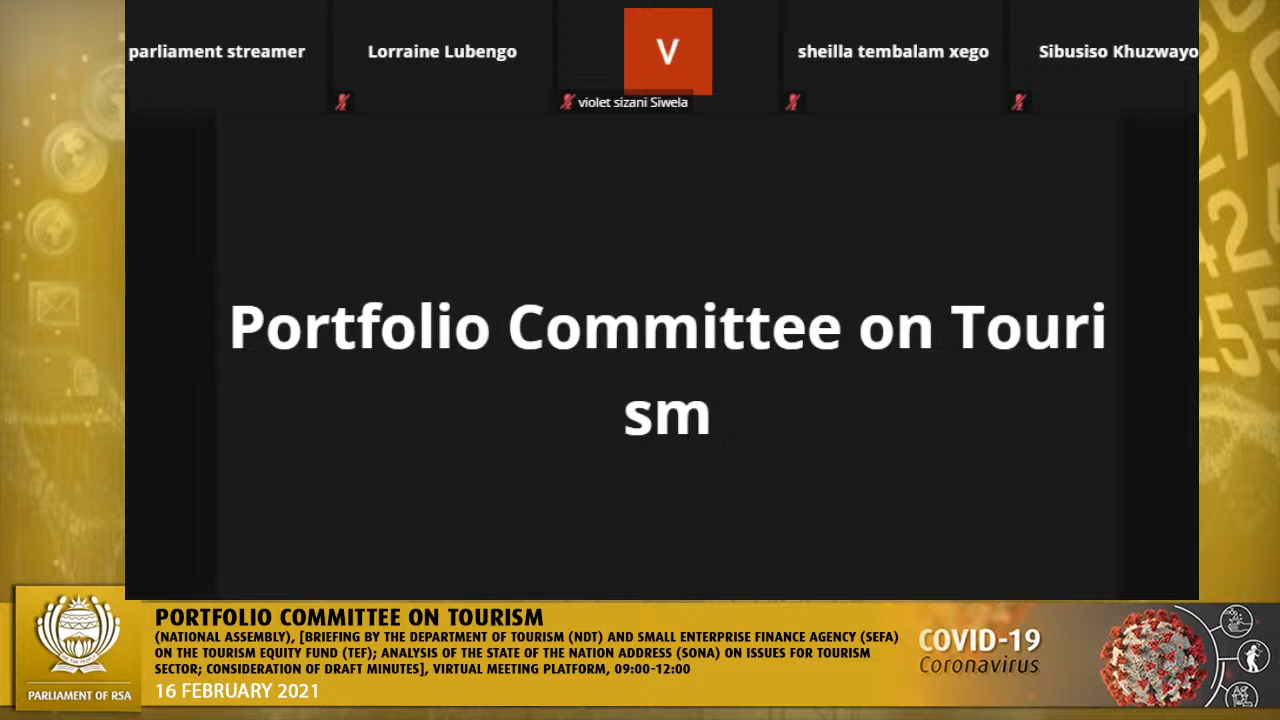 parliament streamer
Lorraine Lubengo
V
violet sizani Siwela
sheilla tembalam xego
Sibusiso Khuzwayo
Portfolio Committee on Touri
sm
PORTFOLIO COMMITTEE ON TOURISM
(NATIONAL ASSEMBLY), [BRIEFING BY THE DEPARTMENT OF TOURISM (NDT) AND SMALL ENTERPRISE FINANCE AGENCY (SEFA)
ON THE TOURISM EQUITY FUND (TEF); ANALYSIS OF THE STATE OF THE NATION ADDRESS (SONA) ON ISSUES FOR TOURISM
SECTOR; CONSIDERATION OF DRAFT MINUTES], VIRTUAL MEETING PLATFORM, 09:00-12:00
16 FEBRUARY 2021
PARLIAMENT OF RSA
COVID-19
Coronavirus